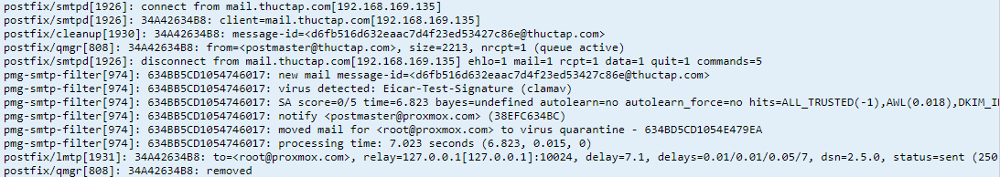 postfix/smtpd[1926]: connect from mail.thuctap.com[192.168.169.135]
postfix/smtpd[1926]: 34A42634B8: client=mail.thuctap.com[192.168.169.135]
postfix/cleanup[1930]: 34A42634B8: message-id=<d6fb516d632eaac7d4f23ed53427c86e@thuctap.com>
postfix/qmgr[808]: 34A42634B8: from=<postmaster@thuctap.com>, size=2213, nrcpt=1 (queue active)
postfix/smtpd[1926]: disconnect from mail.thuctap.com[192.168.169.135] ehlo=1 mail=1 rcpt=1 data=1 quit=1 commands=5
pmg-smtp-filter[974]: 634BB5CD1054746017: new mail message-id=<d6fb516d632eaac7d4f23ed53427c86e@thuctap.com>
pmg-smtp-filter[974]: 634BB5CD1054746017: virus detected: Eicar-Test-Signature (clamav)
pmg-smtp-filter[974]: 634BB5CD1054746017: SA score=0/5 time=6.823 bayes=undefined autolearn=no autolearn_force=no hits=ALL_TRUSTED(-1),AWL(0.018),DKIM_I
pmg-smtp-filter[974]: 634BB5CD1054746017: notify <postmaster@proxmox.com> (38EFC634BC)
pmg-smtp-filter[974]: 634BB5CD1054746017: moved mail for <root@proxmox.com> to virus quarantine - 634BD5CD1054E479EA
pmg-smtp-filter[974]: 634BB5CD1054746017: processing time: 7.023 seconds (6.823, 0.015, 0)
postfix/lmtp[1931]: 34A42634B8: to=<root@proxmox.com>, relay=127.0.0.1[127.0.0.1]:10024, delay=7.1, delays=0.01/0.01/0.05/7, dsn=2.5.0, status=sent (250
postfix/qmgr[808]: 34A42634B8: removed